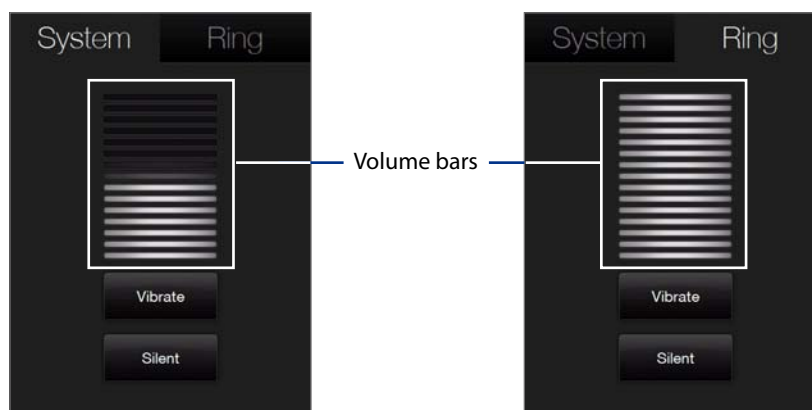 System Ring
System Ring
Volume bars
Vibrate
Silent
Vibrate
Silent